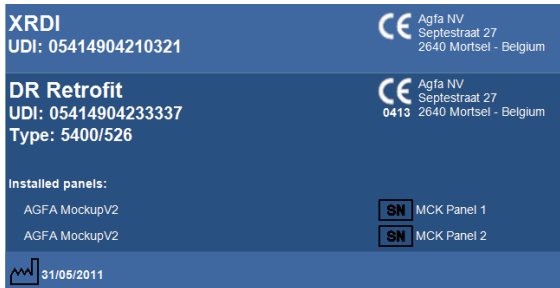 XRDI
UDI: 05414904210321
CE
Agfa NV
Septestraat 27
2640 Mortsel - Belgium
DR Retrofit
UDI: 05414904233337
Type: 5400/526
CE
0413
Agfa NV
Septestraat 27
2640 Mortsel - Belgium
Installed panels:
AGFA MockupV2 SN MCK Panel 1
AGFA MockupV2 SN MCK Panel 2
31/05/2011